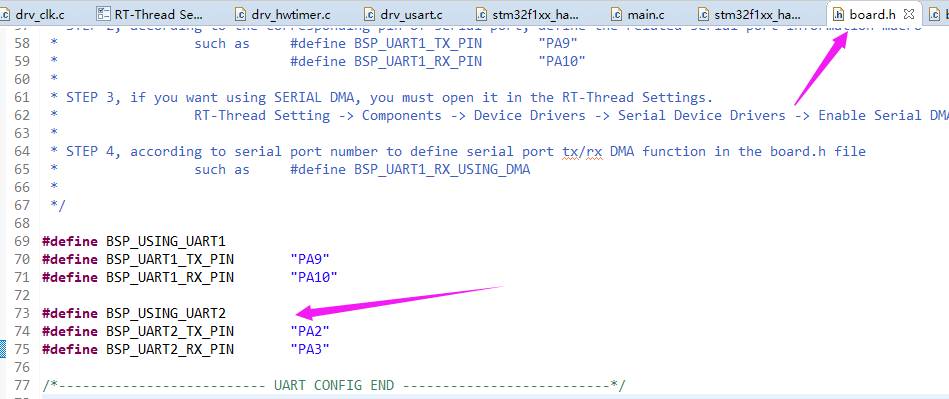 drv_clk.c
RT-Thread Se...
drv_hwtimer.c
drv_usart.c
stm32f1xx_ha...
main.c
stm32f1xx_ha...
board.h
58 * such as #define BSP_UART1_TX_PIN "PA9"
59 * #define BSP_UART1_RX_PIN "PA10"
60 *
61 * STEP 3, if you want using SERIAL DMA, you must open it in the RT-Thread Settings.
62 * RT-Thread Setting -> Components -> Device Drivers -> Serial Device Drivers -> Enable Serial DMA
63 *
64 * STEP 4, according to serial port number to define serial port tx/rx DMA function in the board.h file
65 * such as #define BSP_UART1_RX_USING_DMA
66 *
67 */
68
69 #define BSP_USING_UART1
70 #define BSP_UART1_TX_PIN "PA9"
71 #define BSP_UART1_RX_PIN "PA10"
72
73 #define BSP_USING_UART2
74 #define BSP_UART2_TX_PIN "PA2"
75 #define BSP_UART2_RX_PIN "PA3"
76
77 /*-------------------------- UART CONFIG END --------------------------*/